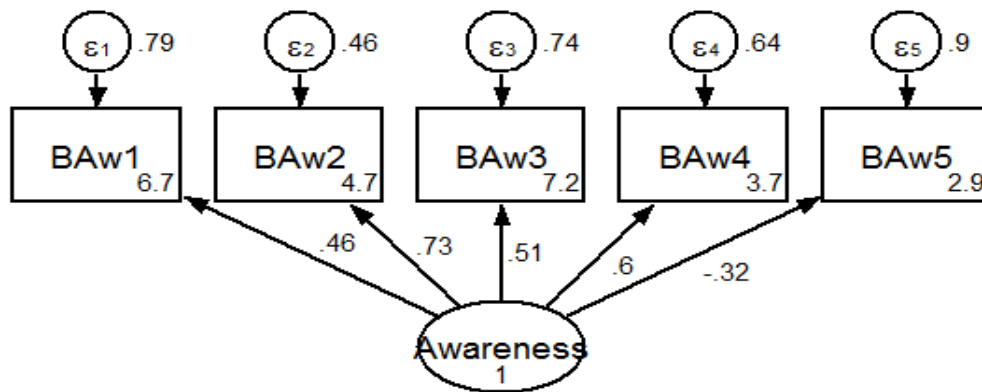 ε1 .79 ε2 .46 ε3 .74 ε4 .64 ε5 .9
BAw1 BAw2 BAw3 BAw4 BAw5
6.7 4.7 7.2 3.7 2.9
.46 .73 .51 .6 -.32
Awareness
1